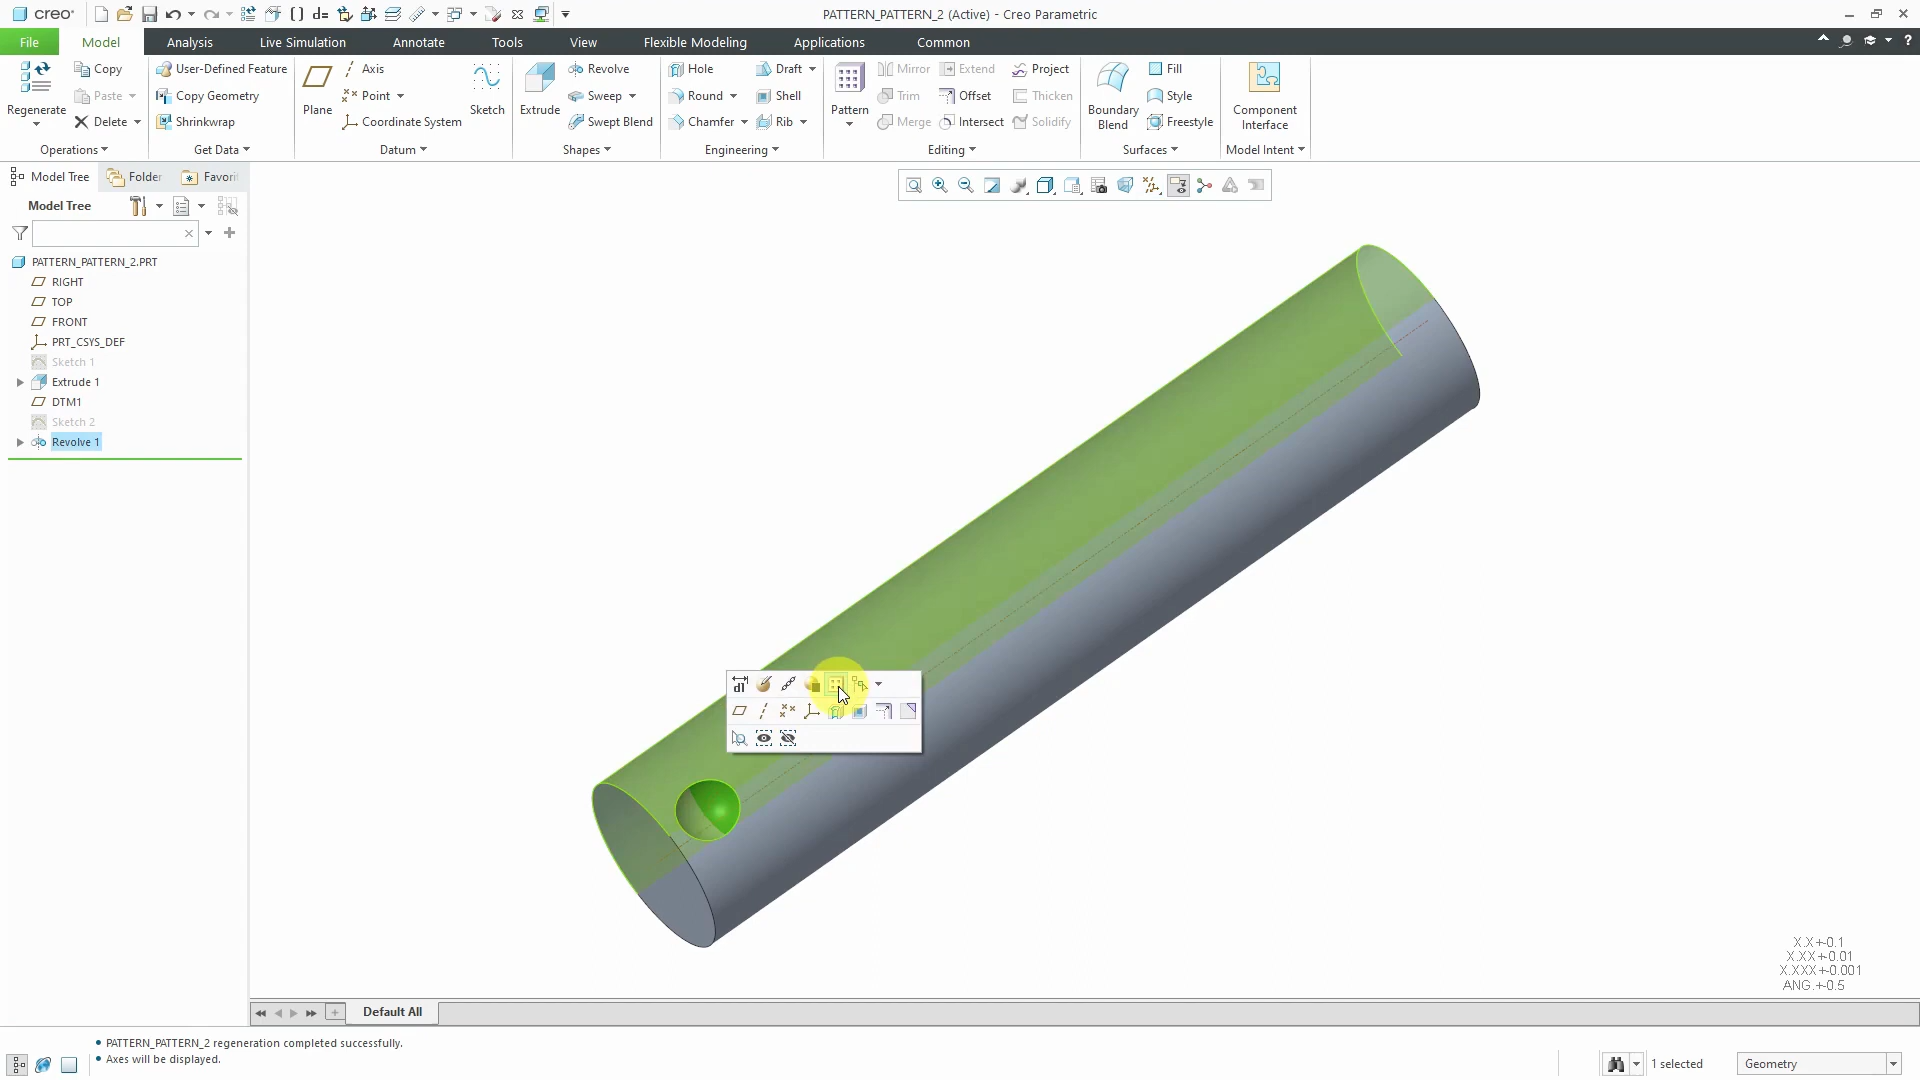 creo
PATTERN_PATTERN_2 (Active) - Creo Parametric
File
Model
Analysis
Live Simulation
Annotate
Tools
View
Flexible Modeling
Applications
Common
Regenerate
Copy
Paste
Delete
Operations
User-Defined Feature
Copy Geometry
Shrinkwrap
Get Data
Plane
Axis
Point
Coordinate System
Sketch
Datum
Extrude
Revolve
Sweep
Swept Blend
Shapes
Hole
Round
Chamfer
Draft
Shell
Rib
Engineering
Pattern
Mirror
Trim
Merge
Extend
Offset
Intersect
Project
Thicken
Solidify
Editing
Boundary
Blend
Fill
Style
Freestyle
Surfaces
Component
Interface
Model Intent
Model Tree
Folder
Favori
Model Tree
PATTERN_PATTERN_2.PRT
RIGHT
TOP
FRONT
PRT_CSYS_DEF
Sketch 1
Extrude 1
DTM1
Sketch 2
Revolve 1
X.X+-0.1
X.XX+-0.01
X.XXX+-0.001
ANG.+-0.5
Default All
PATTERN_PATTERN_2 regeneration completed successfully.
Axes will be displayed.
1 selected
Geometry